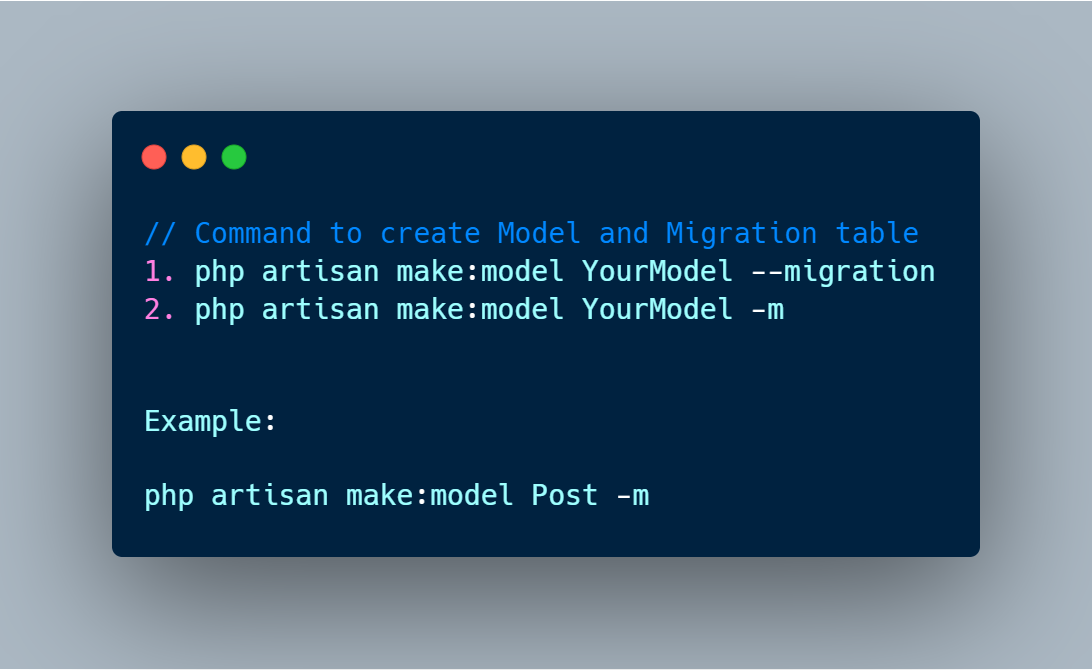 // Command to create Model and Migration table
1. php artisan make:model YourModel --migration
2. php artisan make:model YourModel -m
Example:
php artisan make:model Post -m